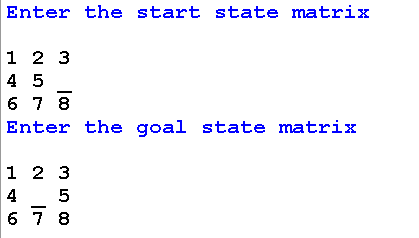 Enter the start state matrix
1 2 3
4 5 _
6 7 8
Enter the goal state matrix
1 2 3
4 _ 5
6 7 8